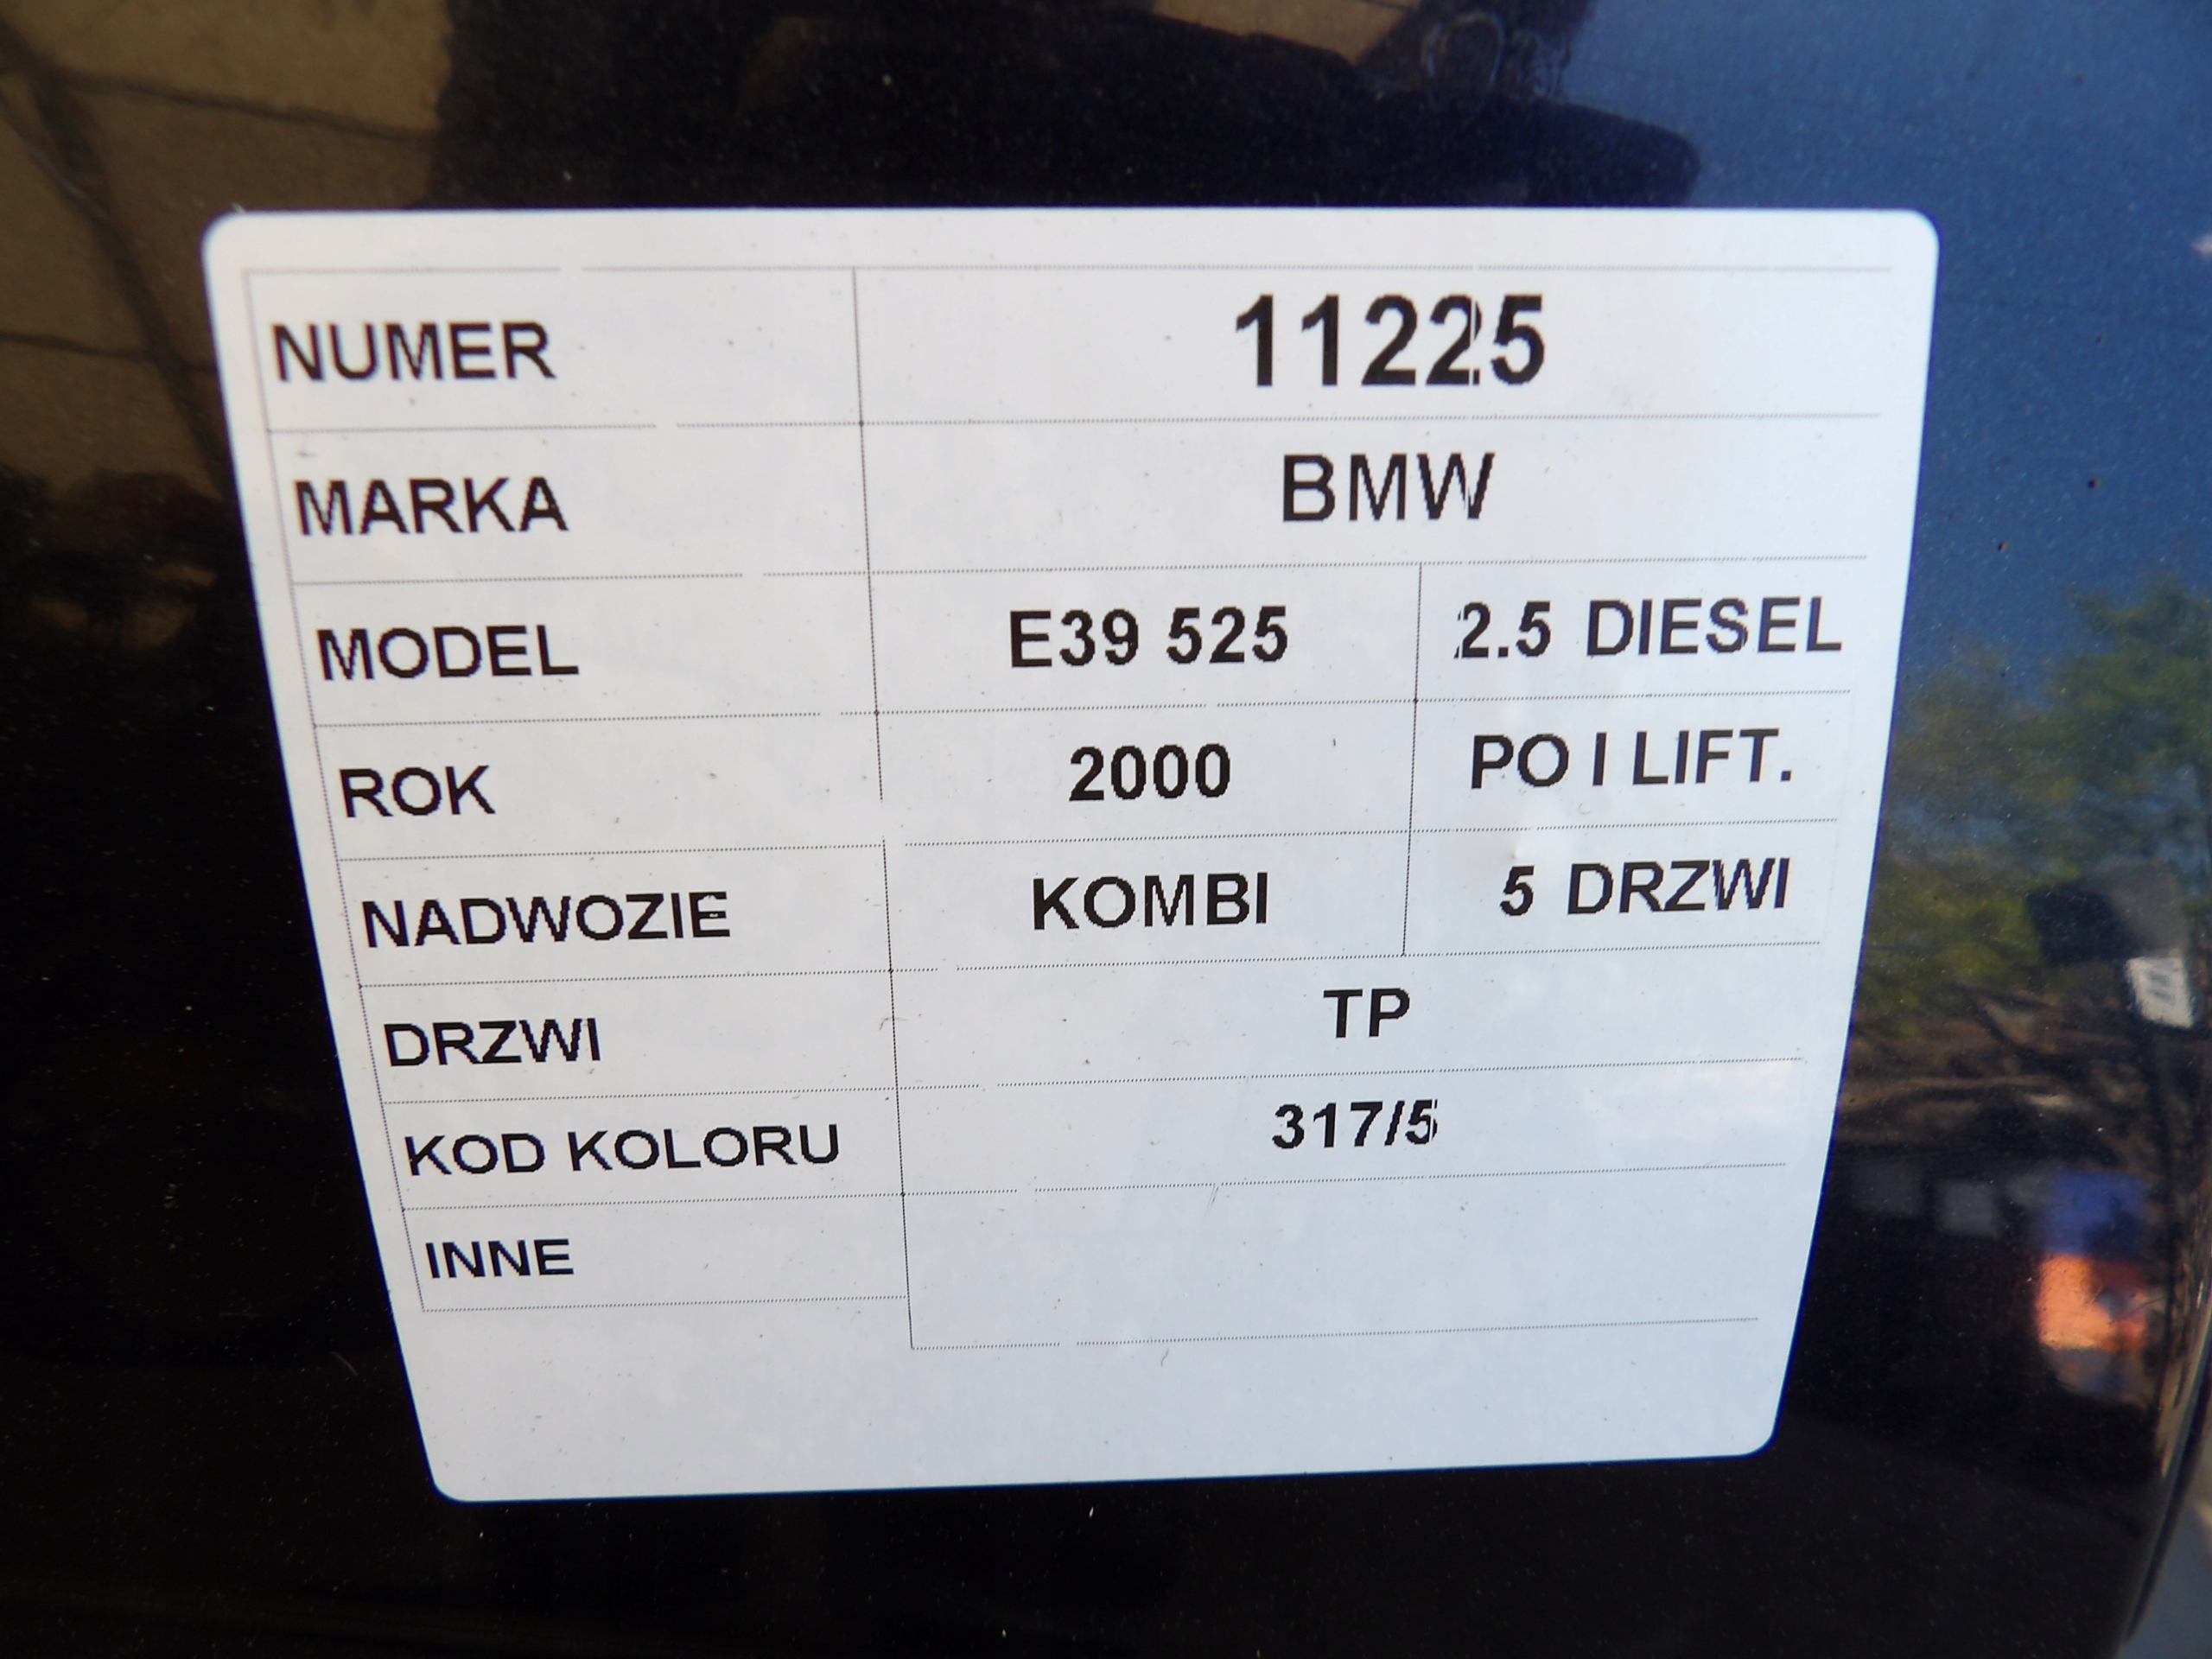 NUMER 11225
MARKA BMW
MODEL E39 525 2.5 DIESEL
ROK 2000 PO I LIFT.
NADWOZIE KOMBI 5 DRZWI
DRZWI TP
KOD KOLORU 317/5
INNE